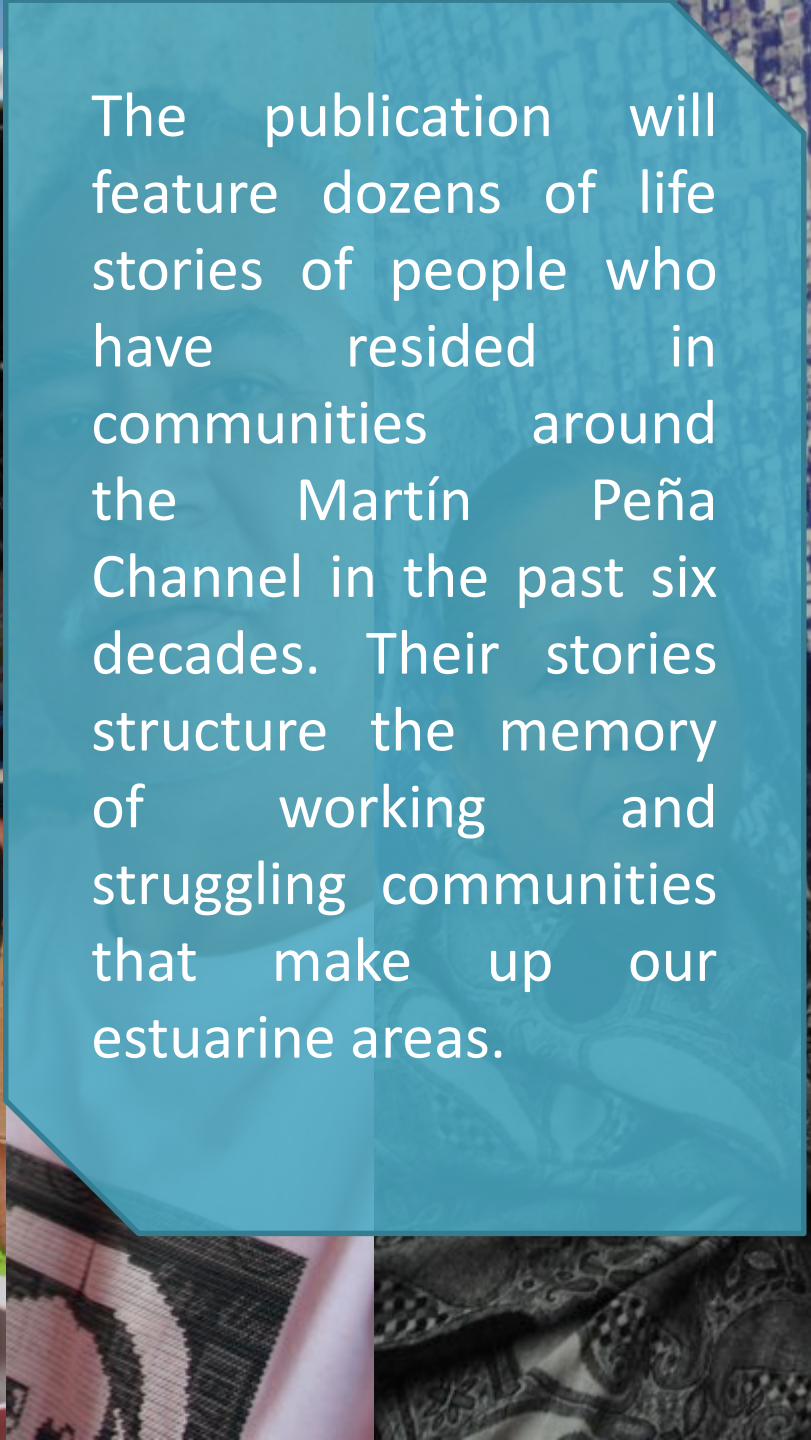 The publication will
feature dozens of life
stories of people who
have resided in
communities around
the Martín Peña
Channel in the past six
decades. Their stories
structure the memory
of working and
struggling communities
that make up our
estuarine areas.